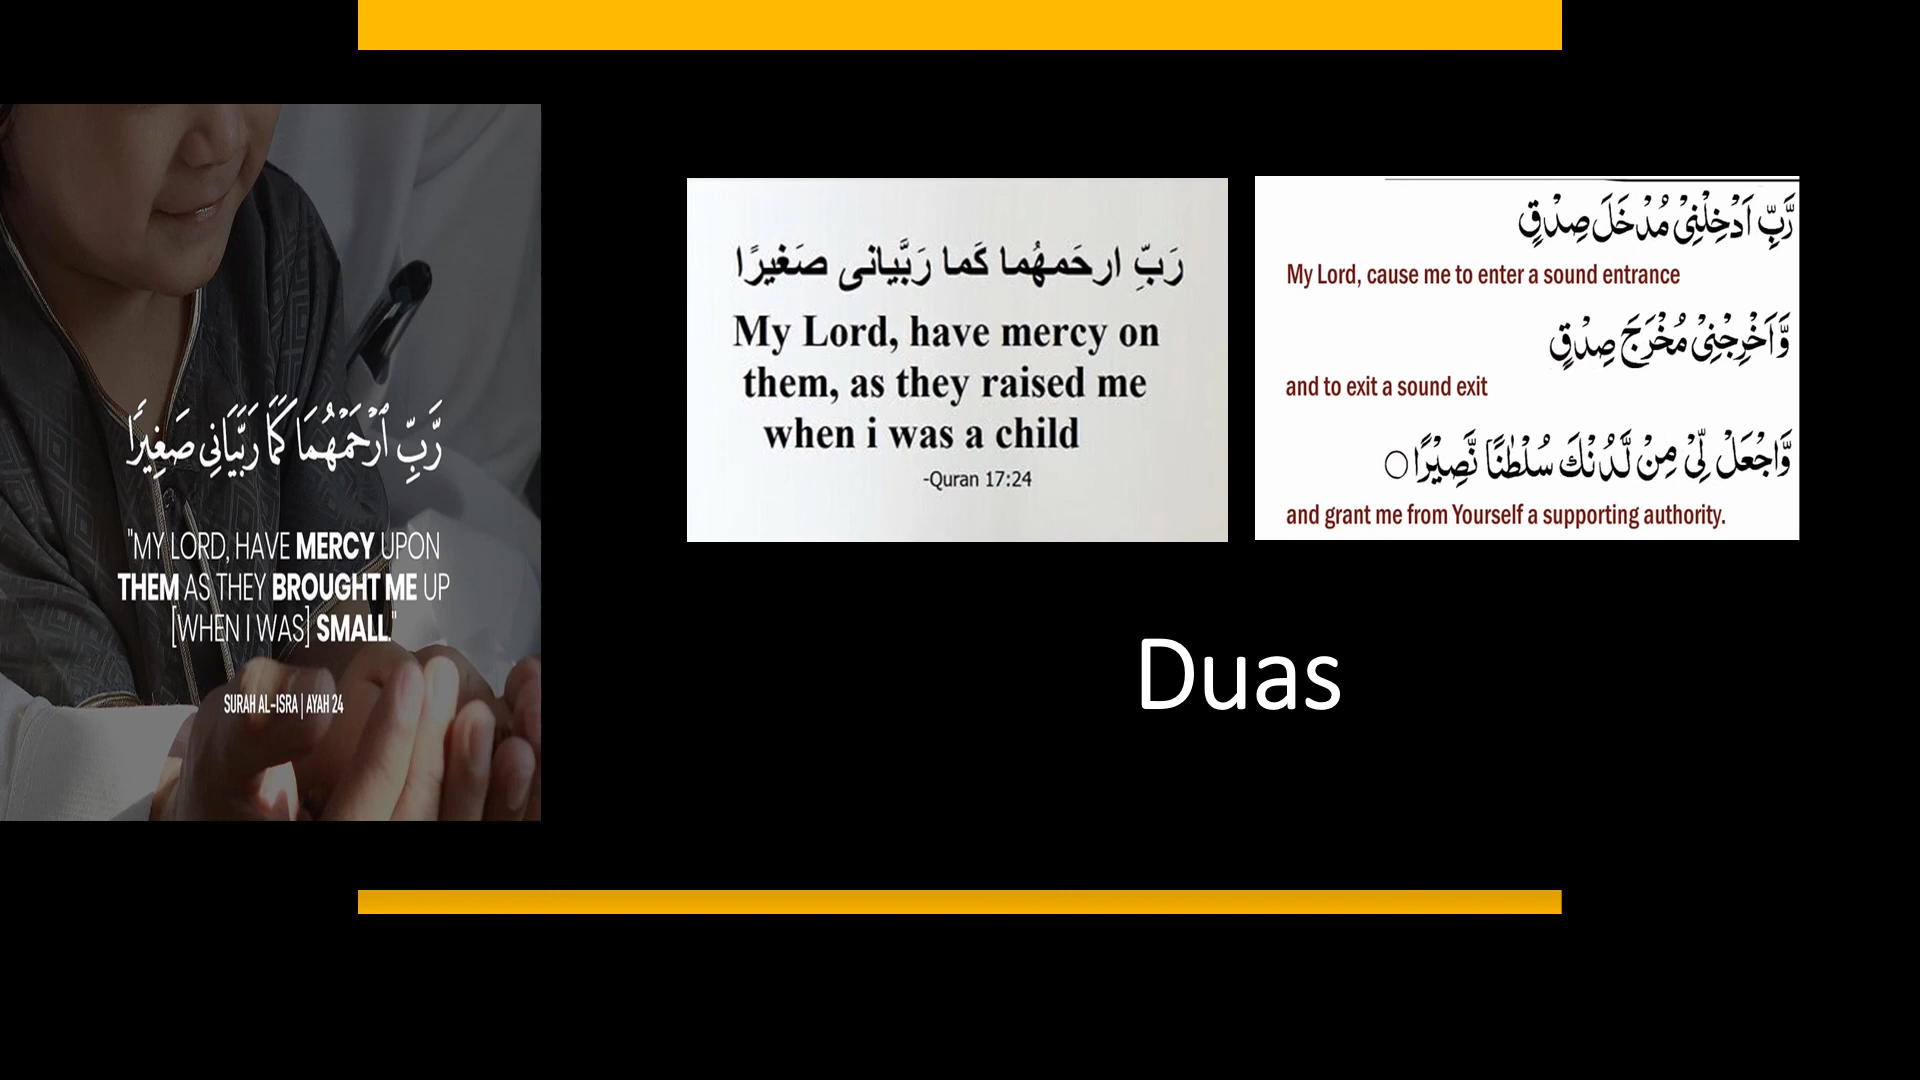 رَّبِّ ٱرْحَمْهُمَا كَمَا رَبَّيَانِى صَغِيرًا
"MY LORD, HAVE MERCY UPON
THEM AS THEY BROUGHT ME UP
[WHEN I WAS] SMALL."
SURAH AL-ISRA | AYAH 24
رَبِّ ارحَمهُما كَما رَبَّيانى صَغيرًا
My Lord, have mercy on
them, as they raised me
when i was a child
-Quran 17:24
رَّبِّ اَدْخِلْنِىْ مُدْخَلَ صِدْقٍ
My Lord, cause me to enter a sound entrance
وَّاَخْرِجْنِىْ مُخْرَجَ صِدْقٍ
and to exit a sound exit
وَّاجْعَلْ لِّىْ مِنْ لَّدُنْكَ سُلْطٰنًا نَّصِيْرًا
and grant me from Yourself a supporting authority.
Duas